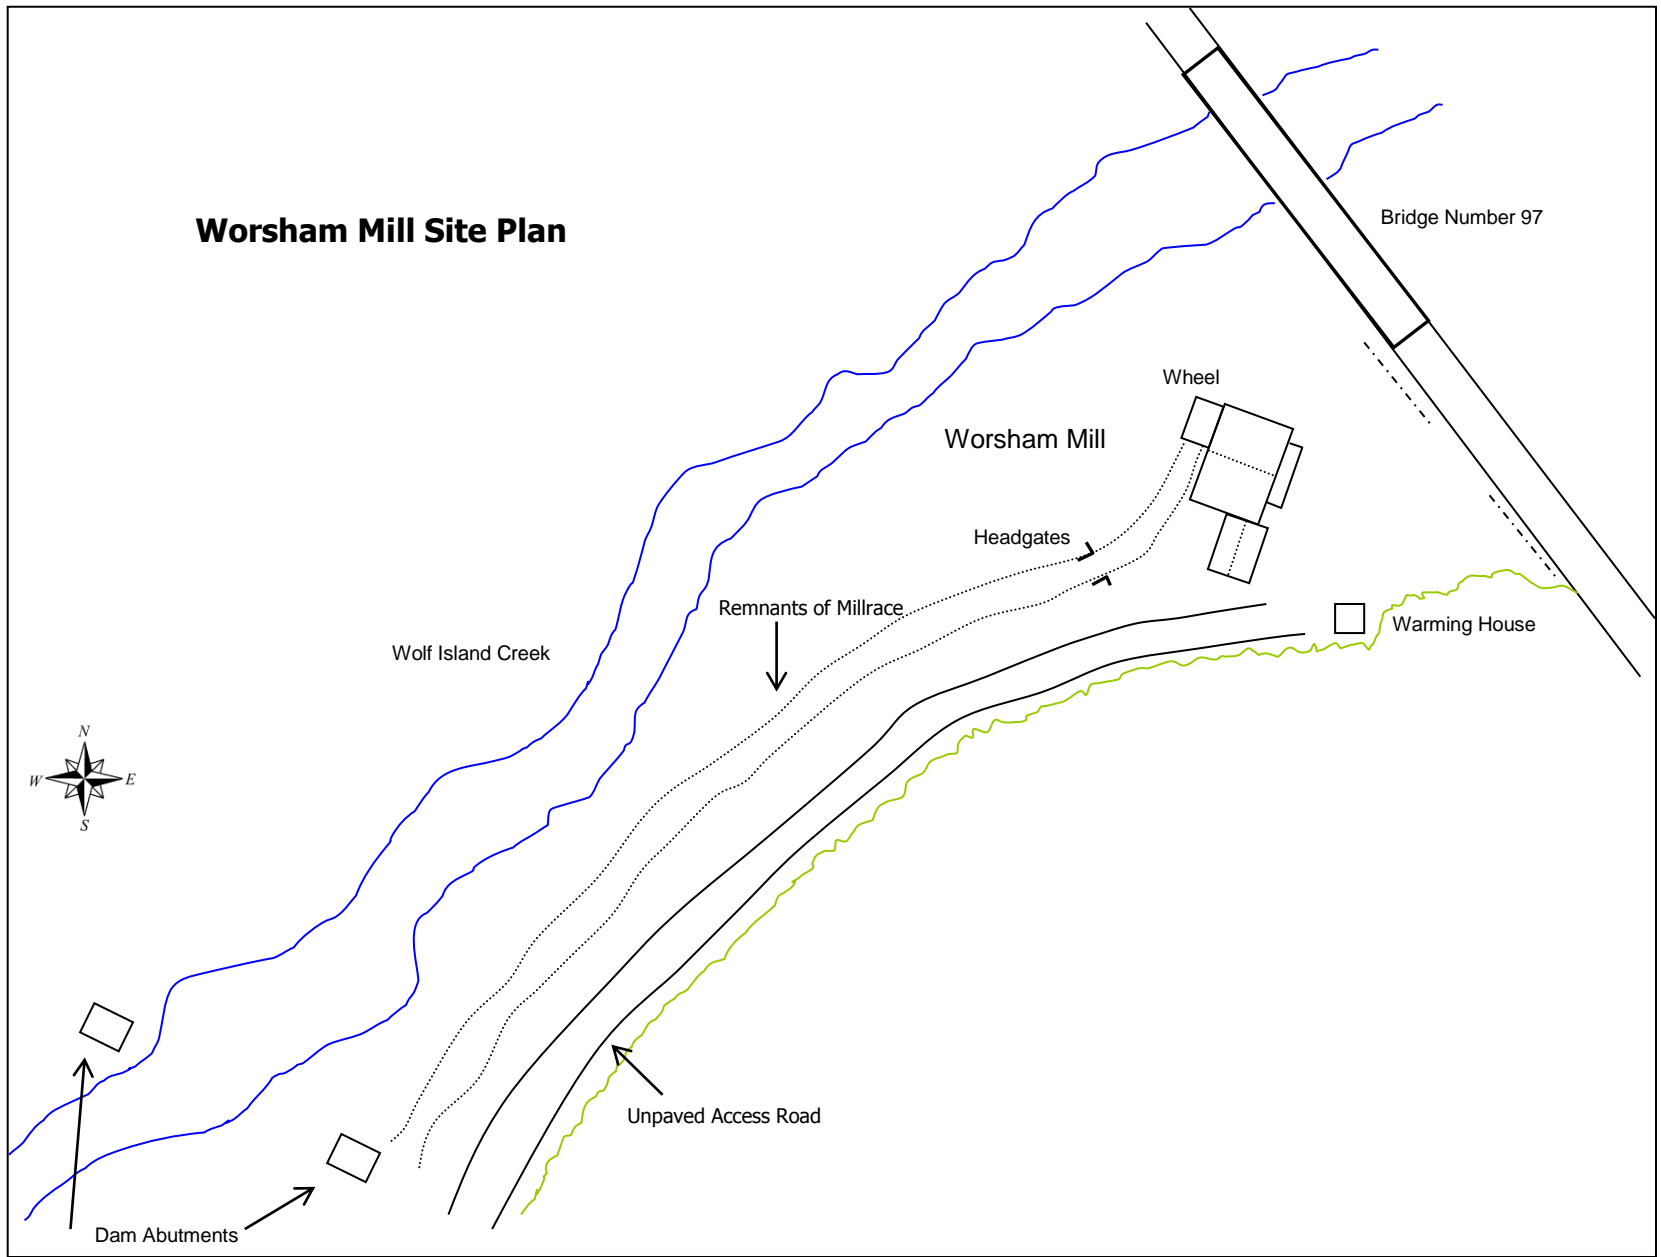 Worsham Mill Site Plan
Bridge Number 97
Wheel
Worsham Mill
Headgates
Remnants of Millrace
Warming House
Wolf Island Creek
N
W E
S
Unpaved Access Road
Dam Abutments